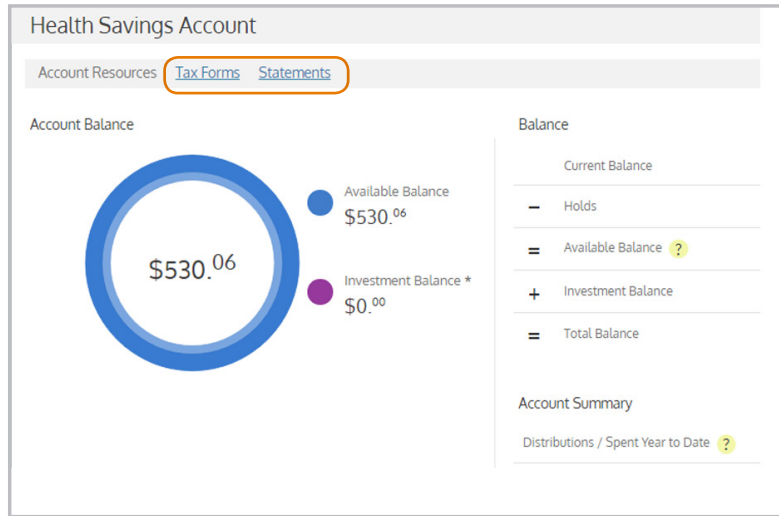 Health Savings Account
Account Resources Tax Forms Statements
Account Balance
$530.06
Available Balance
$530.06
Investment Balance *
$0.00
Balance
Current Balance
− Holds
= Available Balance ?
+ Investment Balance
= Total Balance
Account Summary
Distributions / Spent Year to Date ?